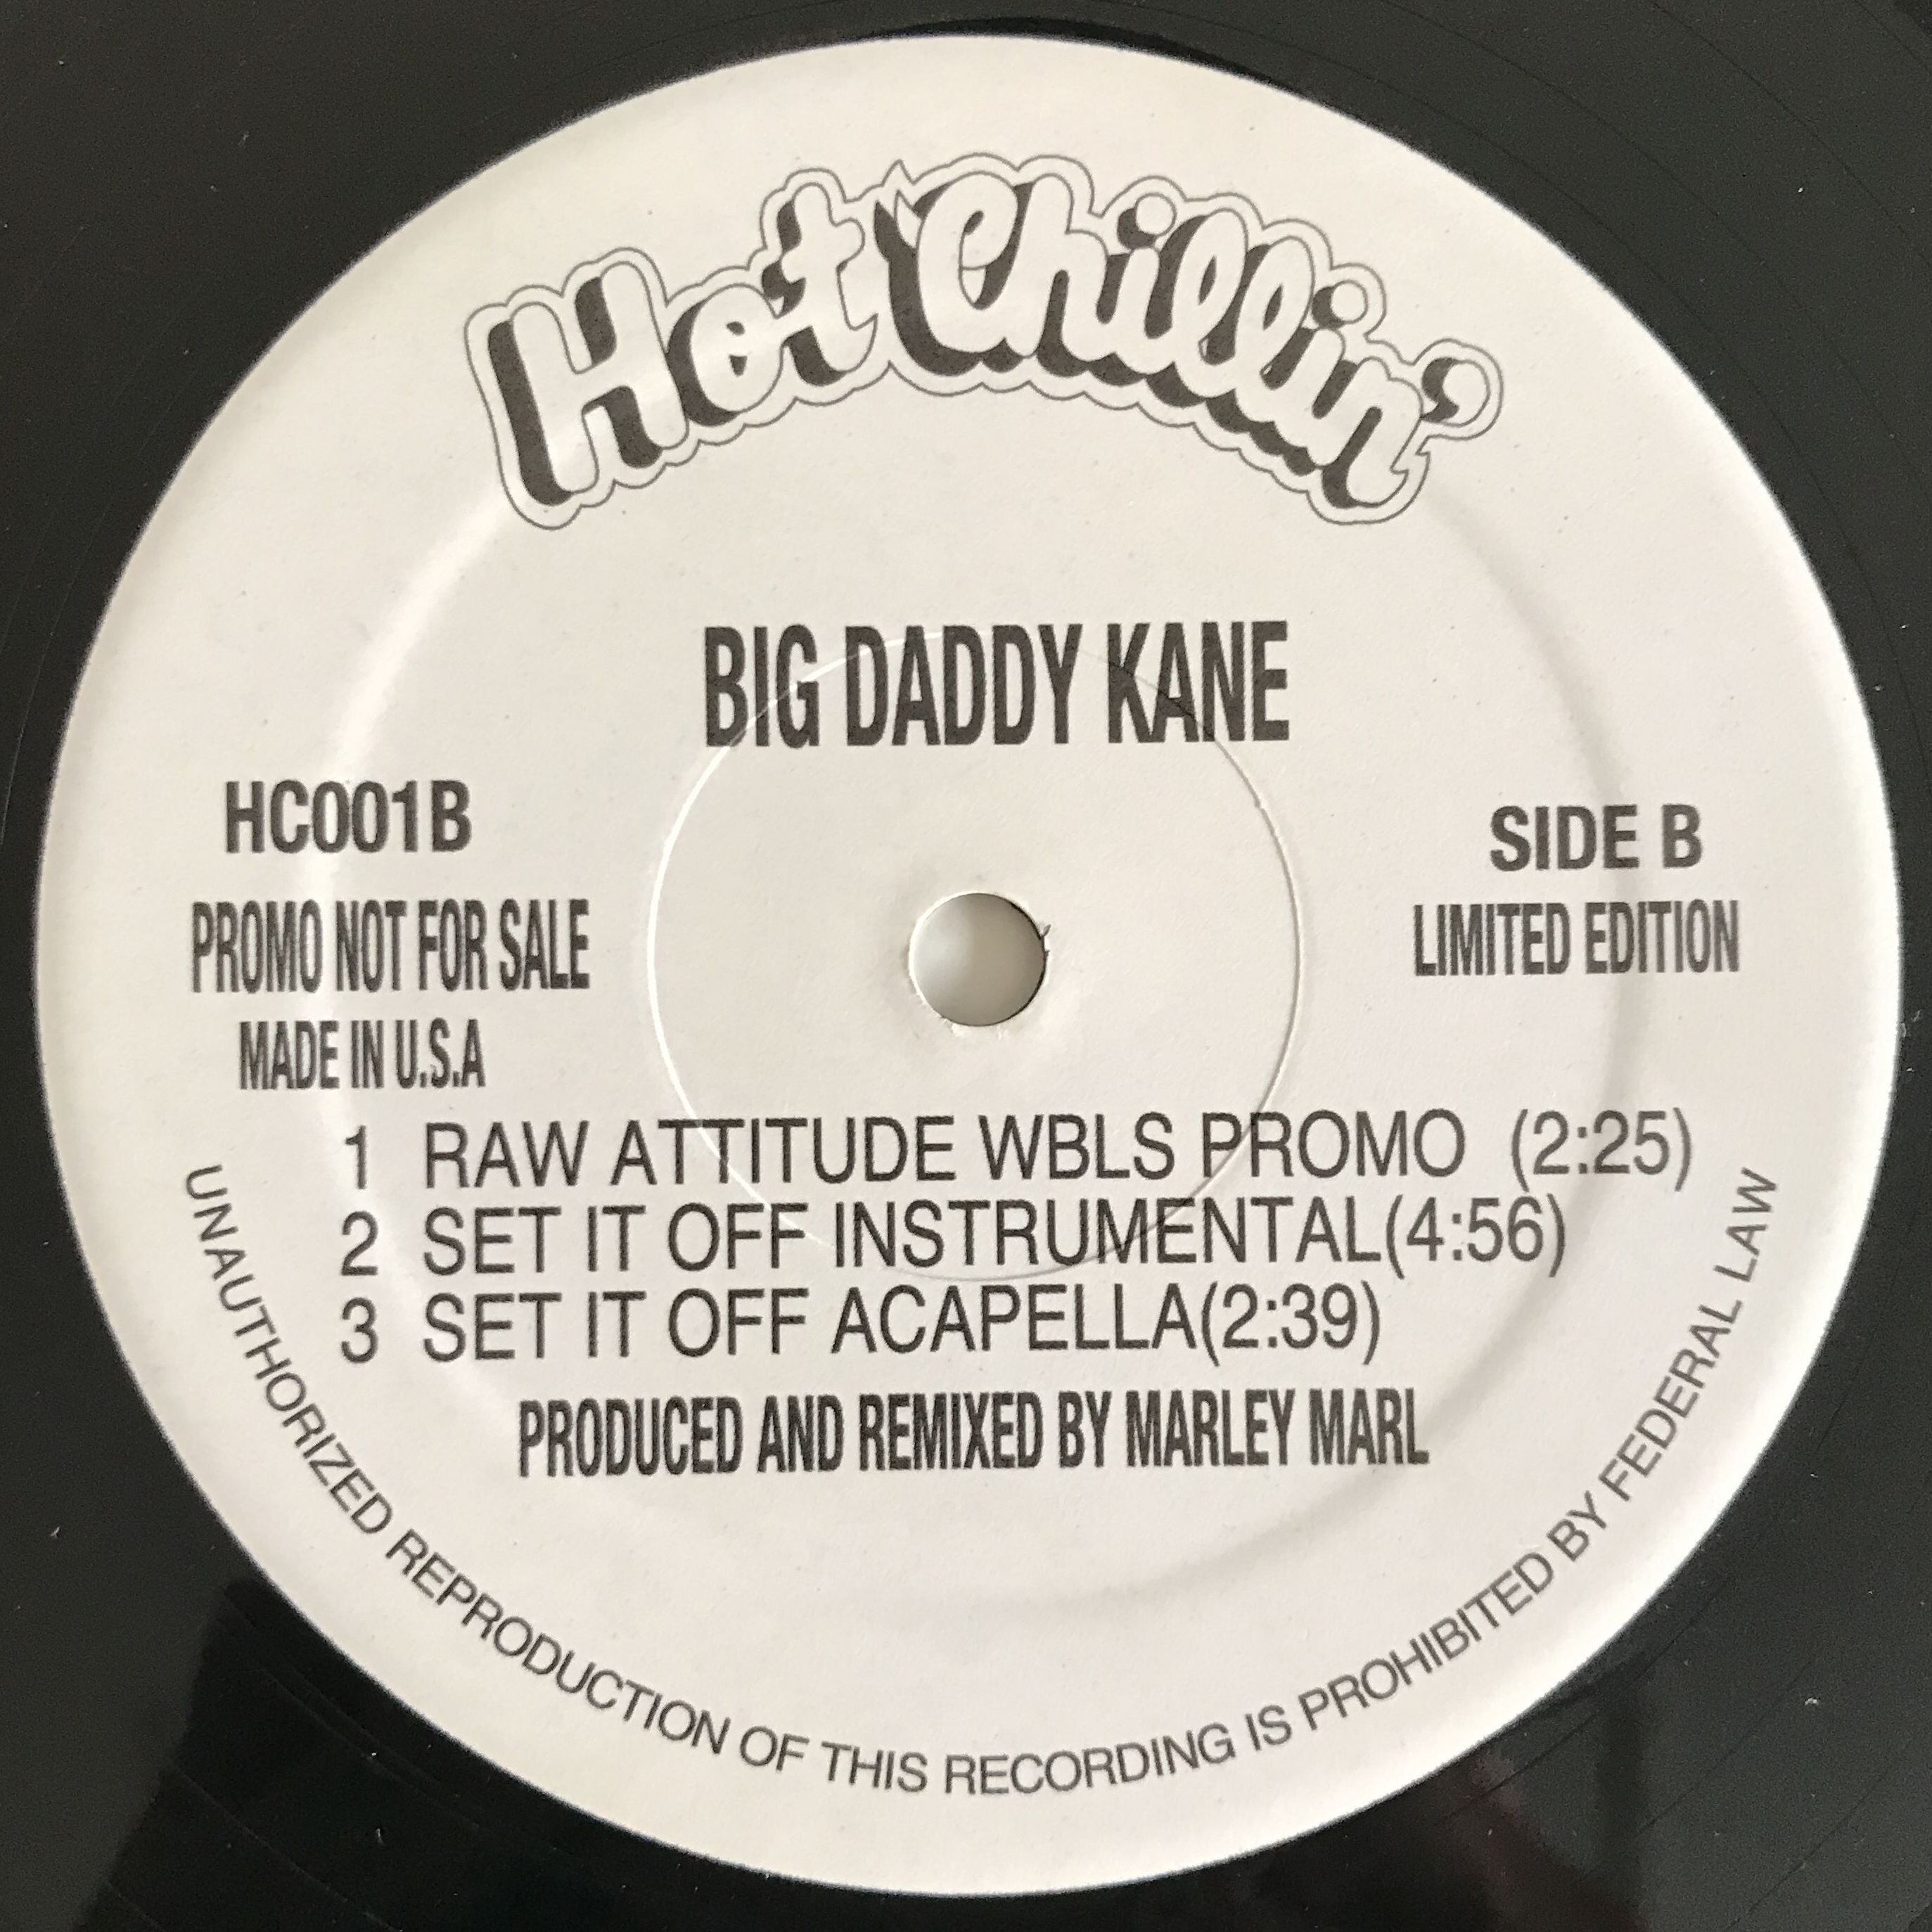 Hot Chillin'
BIG DADDY KANE
HC001B
PROMO NOT FOR SALE
MADE IN U.S.A
SIDE B
LIMITED EDITION
1 RAW ATTITUDE WBLS PROMO (2:25)
2 SET IT OFF INSTRUMENTAL(4:56)
3 SET IT OFF ACAPELLA(2:39)
PRODUCED AND REMIXED BY MARLEY MARL
UNAUTHORIZED REPRODUCTION OF THIS RECORDING IS PROHIBITED BY FEDERAL LAW